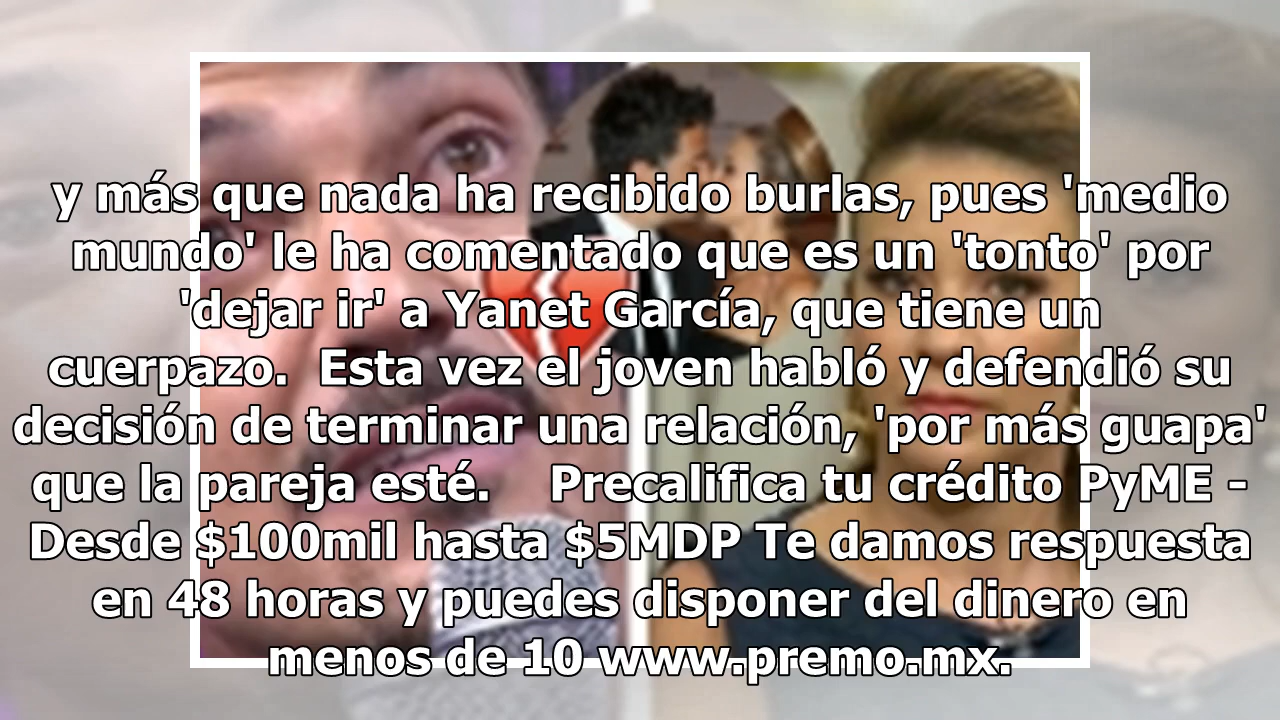 y más que nada ha recibido burlas, pues 'medio
mundo' le ha comentado que es un 'tonto' por
'dejar ir' a Yanet García, que tiene un
cuerpazo.  Esta vez el joven habló y defendió su
decisión de terminar una relación, 'por más guapa'
que la pareja esté.    Precalifica tu crédito PyME -
Desde $100mil hasta $5MDP Te damos respuesta
en 48 horas y puedes disponer del dinero en
menos de 10 www.premo.mx.